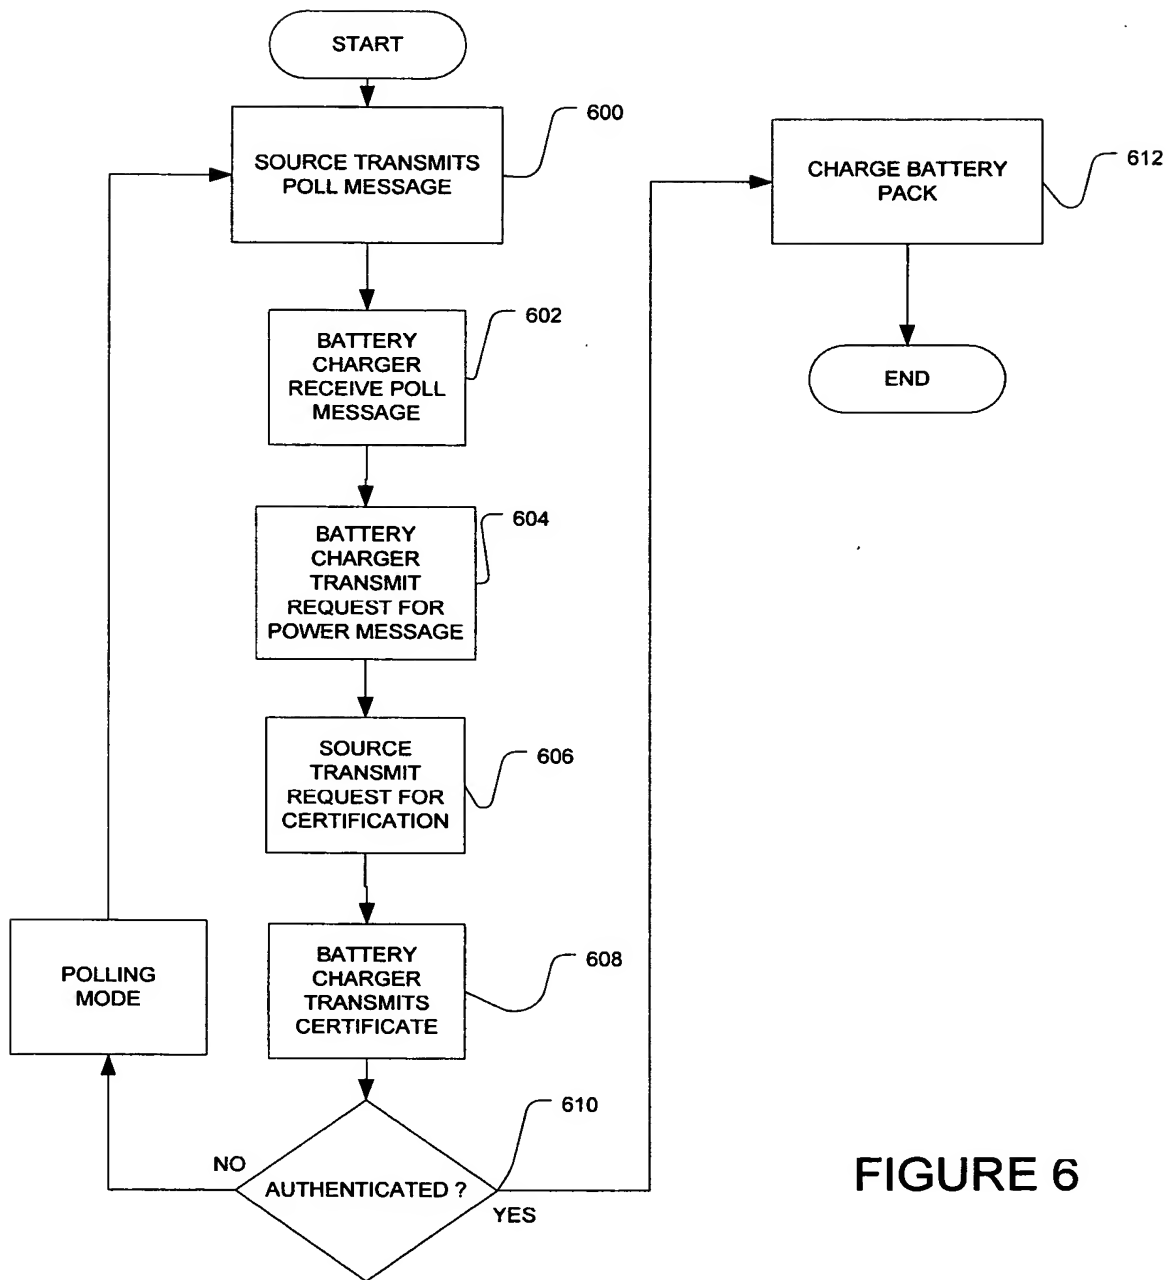 START
600
SOURCE TRANSMITS
POLL MESSAGE
602
BATTERY
CHARGER
RECEIVE POLL
MESSAGE
604
BATTERY
CHARGER
TRANSMIT
REQUEST FOR
POWER MESSAGE
606
SOURCE
TRANSMIT
REQUEST FOR
CERTIFICATION
608
BATTERY
CHARGER
TRANSMITS
CERTIFICATE
POLLING
MODE
610
NO
AUTHENTICATED ?
YES
612
CHARGE BATTERY
PACK
END
FIGURE 6